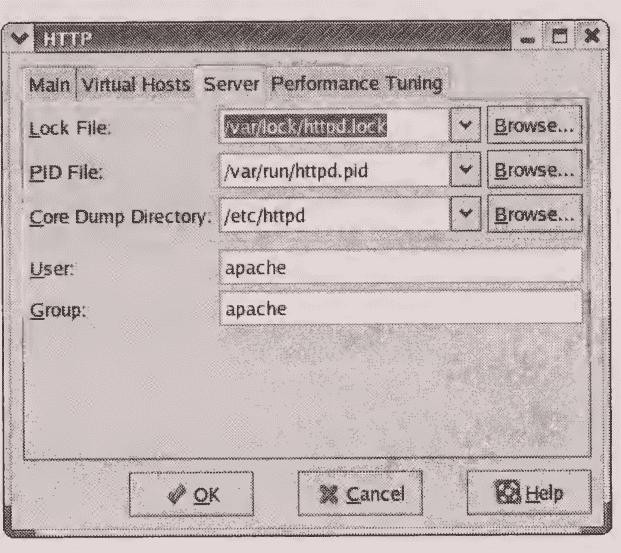 HTTP
Main Virtual Hosts Server Performance Tuning
Lock File: /var/lock/httpd.lock Browse...
PID File: /var/run/httpd.pid Browse...
Core Dump Directory: /etc/httpd Browse...
User: apache
Group: apache
OK Cancel Help